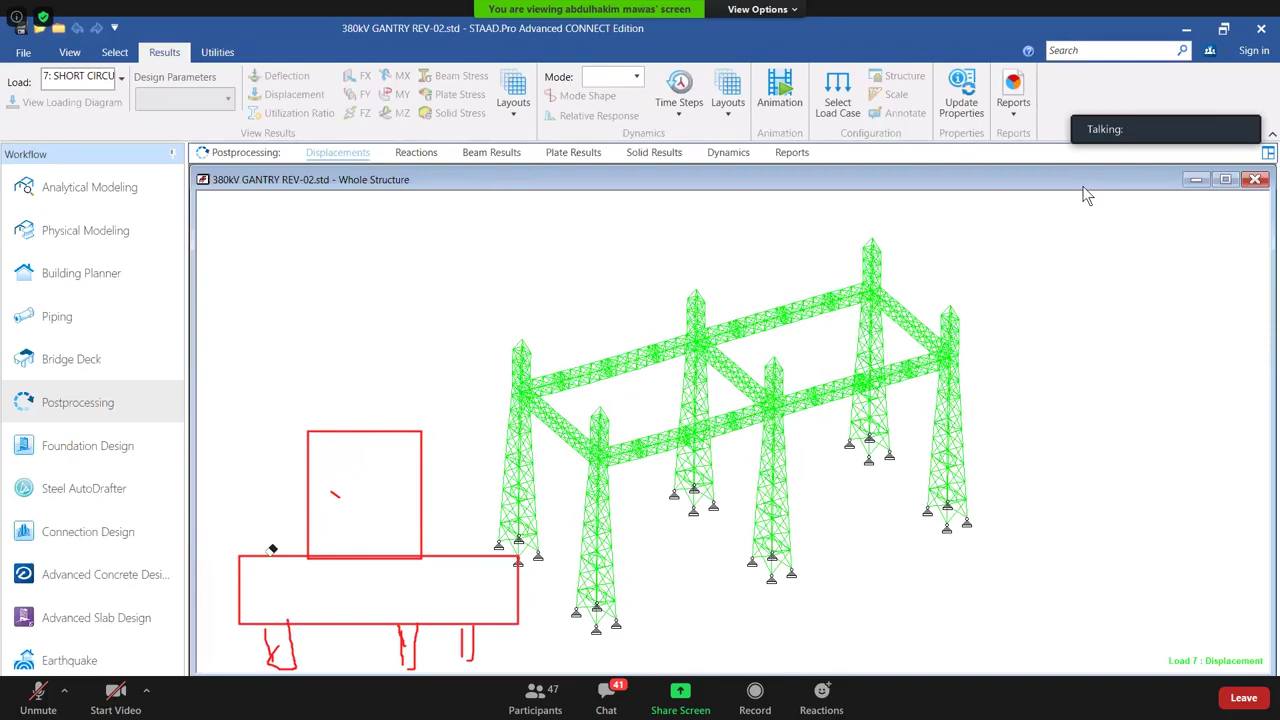 You are viewing abdulhakim mawas' screen
View Options
380kV GANTRY REV-02.std - STAAD.Pro Advanced CONNECT Edition
File
View
Select
Results
Utilities
Search
Sign in
Load:
7: SHORT CIRCU
Design Parameters
View Loading Diagram
Deflection
Displacement
Utilization Ratio
FX
FY
FZ
MX
MY
MZ
Beam Stress
Plate Stress
Solid Stress
Layouts
View Results
Mode:
Mode Shape
Relative Response
Time Steps
Layouts
Dynamics
Animation
Animation
Select Load Case
Structure
Scale
Annotate
Configuration
Update Properties
Properties
Reports
Reports
Talking:
Workflow
Postprocessing:
Displacements
Reactions
Beam Results
Plate Results
Solid Results
Dynamics
Reports
380kV GANTRY REV-02.std - Whole Structure
Analytical Modeling
Physical Modeling
Building Planner
Piping
Bridge Deck
Postprocessing
Foundation Design
Steel AutoDrafter
Connection Design
Advanced Concrete Desi...
Advanced Slab Design
Earthquake
Load 7 : Displacement
Unmute
Start Video
47
Participants
41
Chat
Share Screen
Record
Reactions
Leave